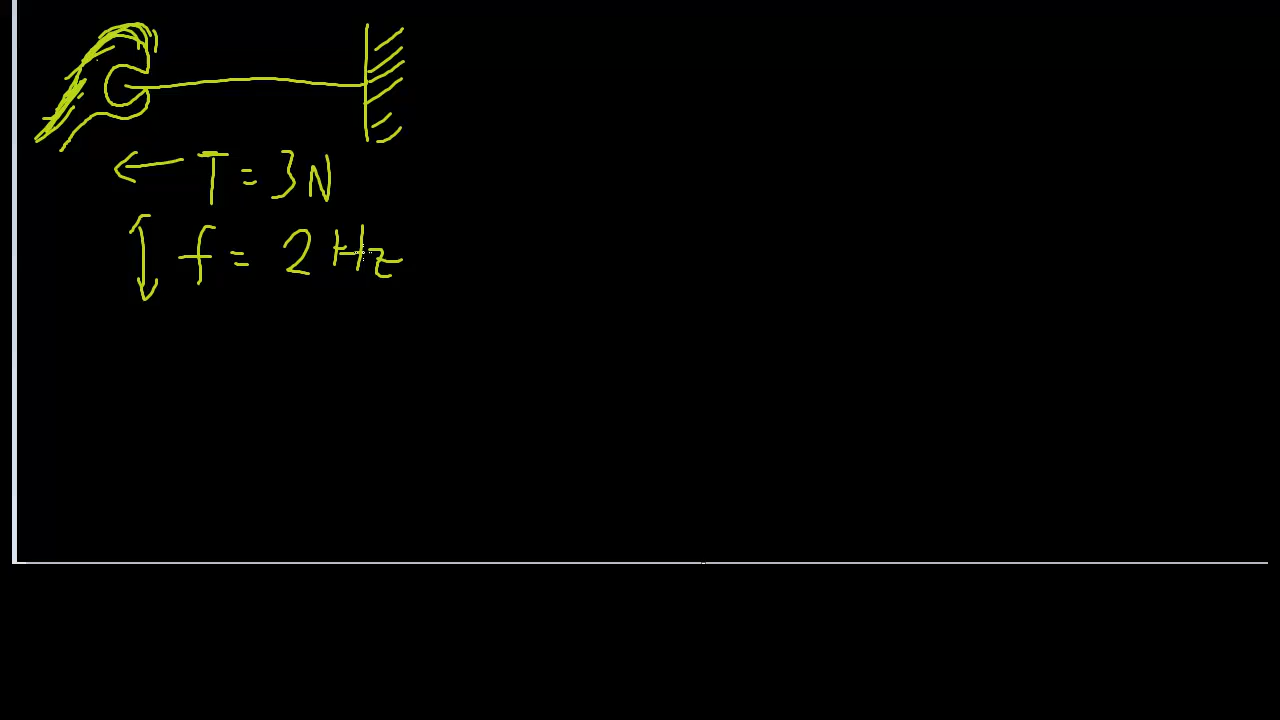 T = 3N
f = 2 Hz